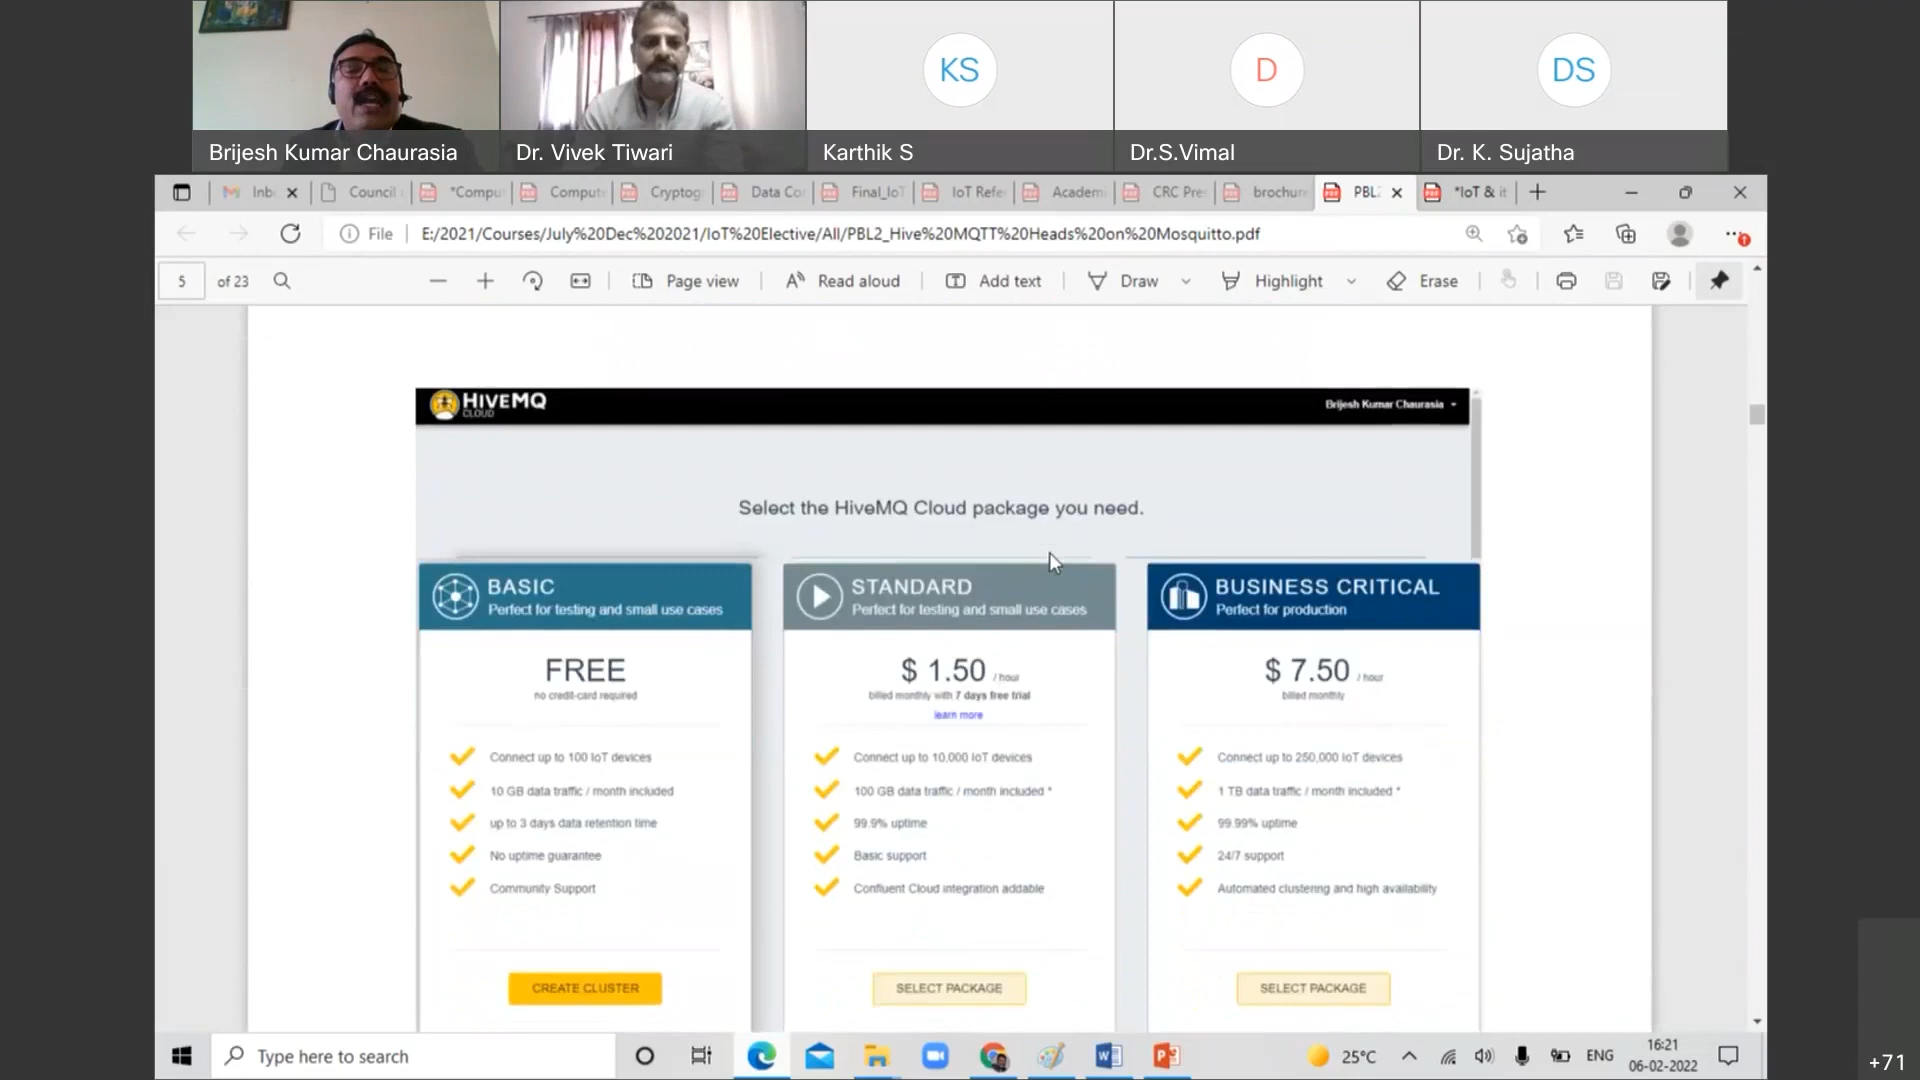 KS
D
DS
Brijesh Kumar Chaurasia
Dr. Vivek Tiwari
Karthik S
Dr.S.Vimal
Dr. K. Sujatha
Inb
Council
*Compu
Comput
Cryptog
Data Co
Final_IoT
IoT Refe
Academ
CRC Pre
brochur
PBL2
*IoT & it
File
E:/2021/Courses/July%20Dec%202021/IoT%20Elective/All/PBL2_Hive%20MQTT%20Heads%20on%20Mosquitto.pdf
5
of 23
Page view
Read aloud
Add text
Draw
Highlight
Erase
HIVEMQ
CLOUD
Brijesh Kumar Chaurasia
Select the HiveMQ Cloud package you need.
BASIC
Perfect for testing and small use cases
FREE
no credit-card required
Connect up to 100 IoT devices
10 GB data traffic / month included
up to 3 days data retention time
No uptime guarantee
Community Support
CREATE CLUSTER
STANDARD
Perfect for testing and small use cases
$ 1.50 / hour
billed monthly with 7 days free trial
learn more
Connect up to 10,000 IoT devices
100 GB data traffic / month included *
99.9% uptime
Basic support
Confluent Cloud integration addable
SELECT PACKAGE
BUSINESS CRITICAL
Perfect for production
$ 7.50 / hour
billed monthly
Connect up to 250,000 IoT devices
1 TB data traffic / month included *
99.99% uptime
24/7 support
Automated clustering and high availability
SELECT PACKAGE
Type here to search
25°C
ENG
16:21
06-02-2022
+71